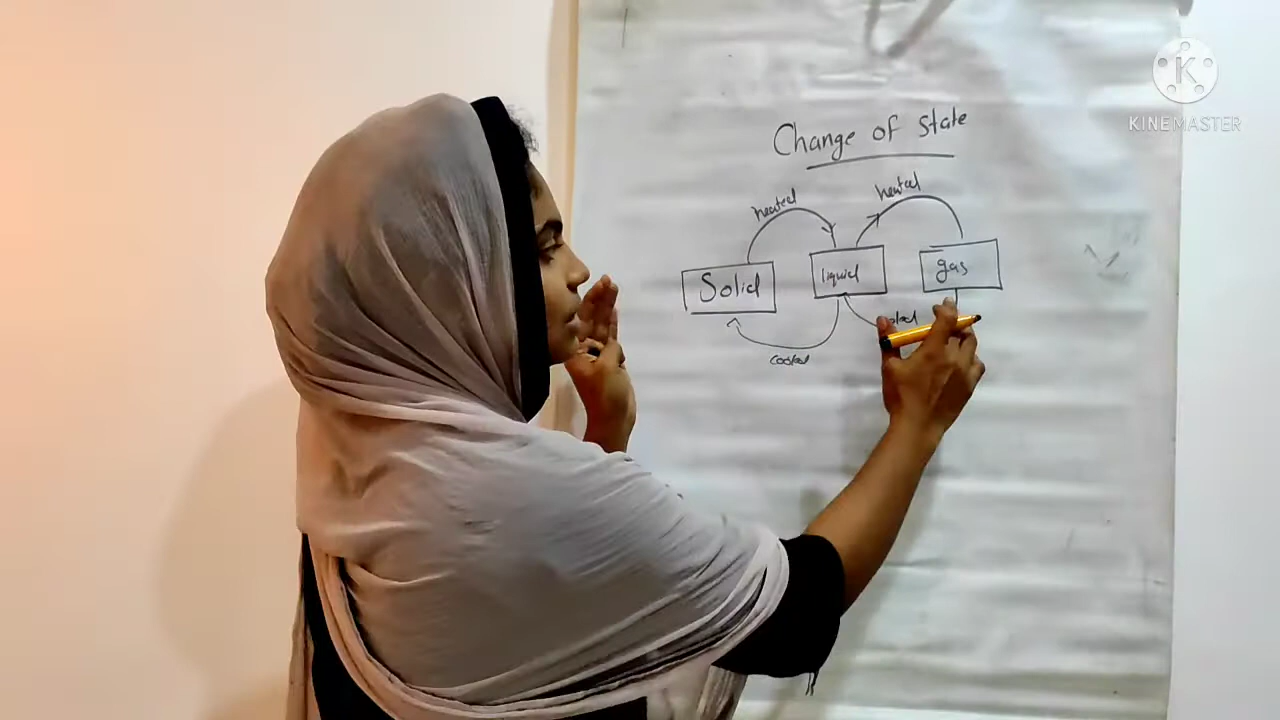 KINEMASTER
Change of state
heated heated
Solid liquid gas
cooled